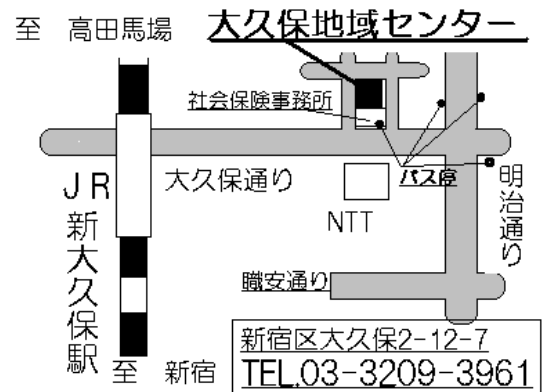 至 高田馬場
大久保地域センター
社会保険事務所
JR
新大久保駅
大久保通り
バス停
明治通り
NTT
職安通り
至 新宿
新宿区大久保2-12-7
TEL.03-3209-3961